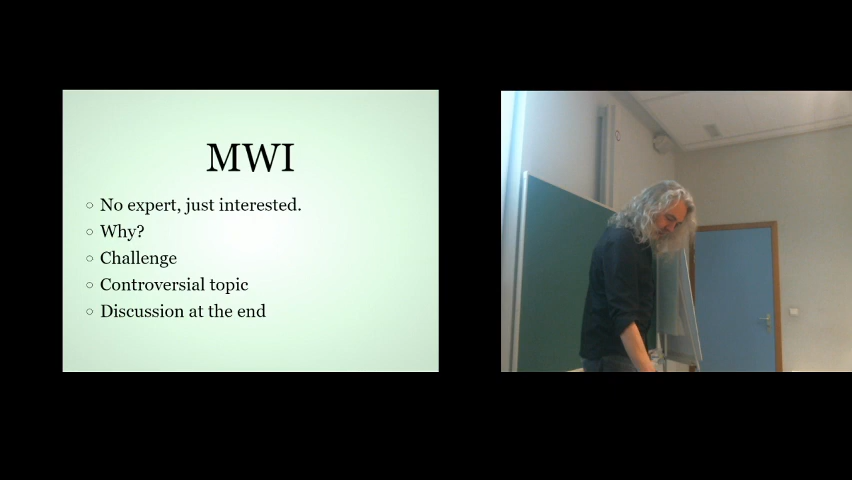 MWI
No expert, just interested.
Why?
Challenge
Controversial topic
Discussion at the end